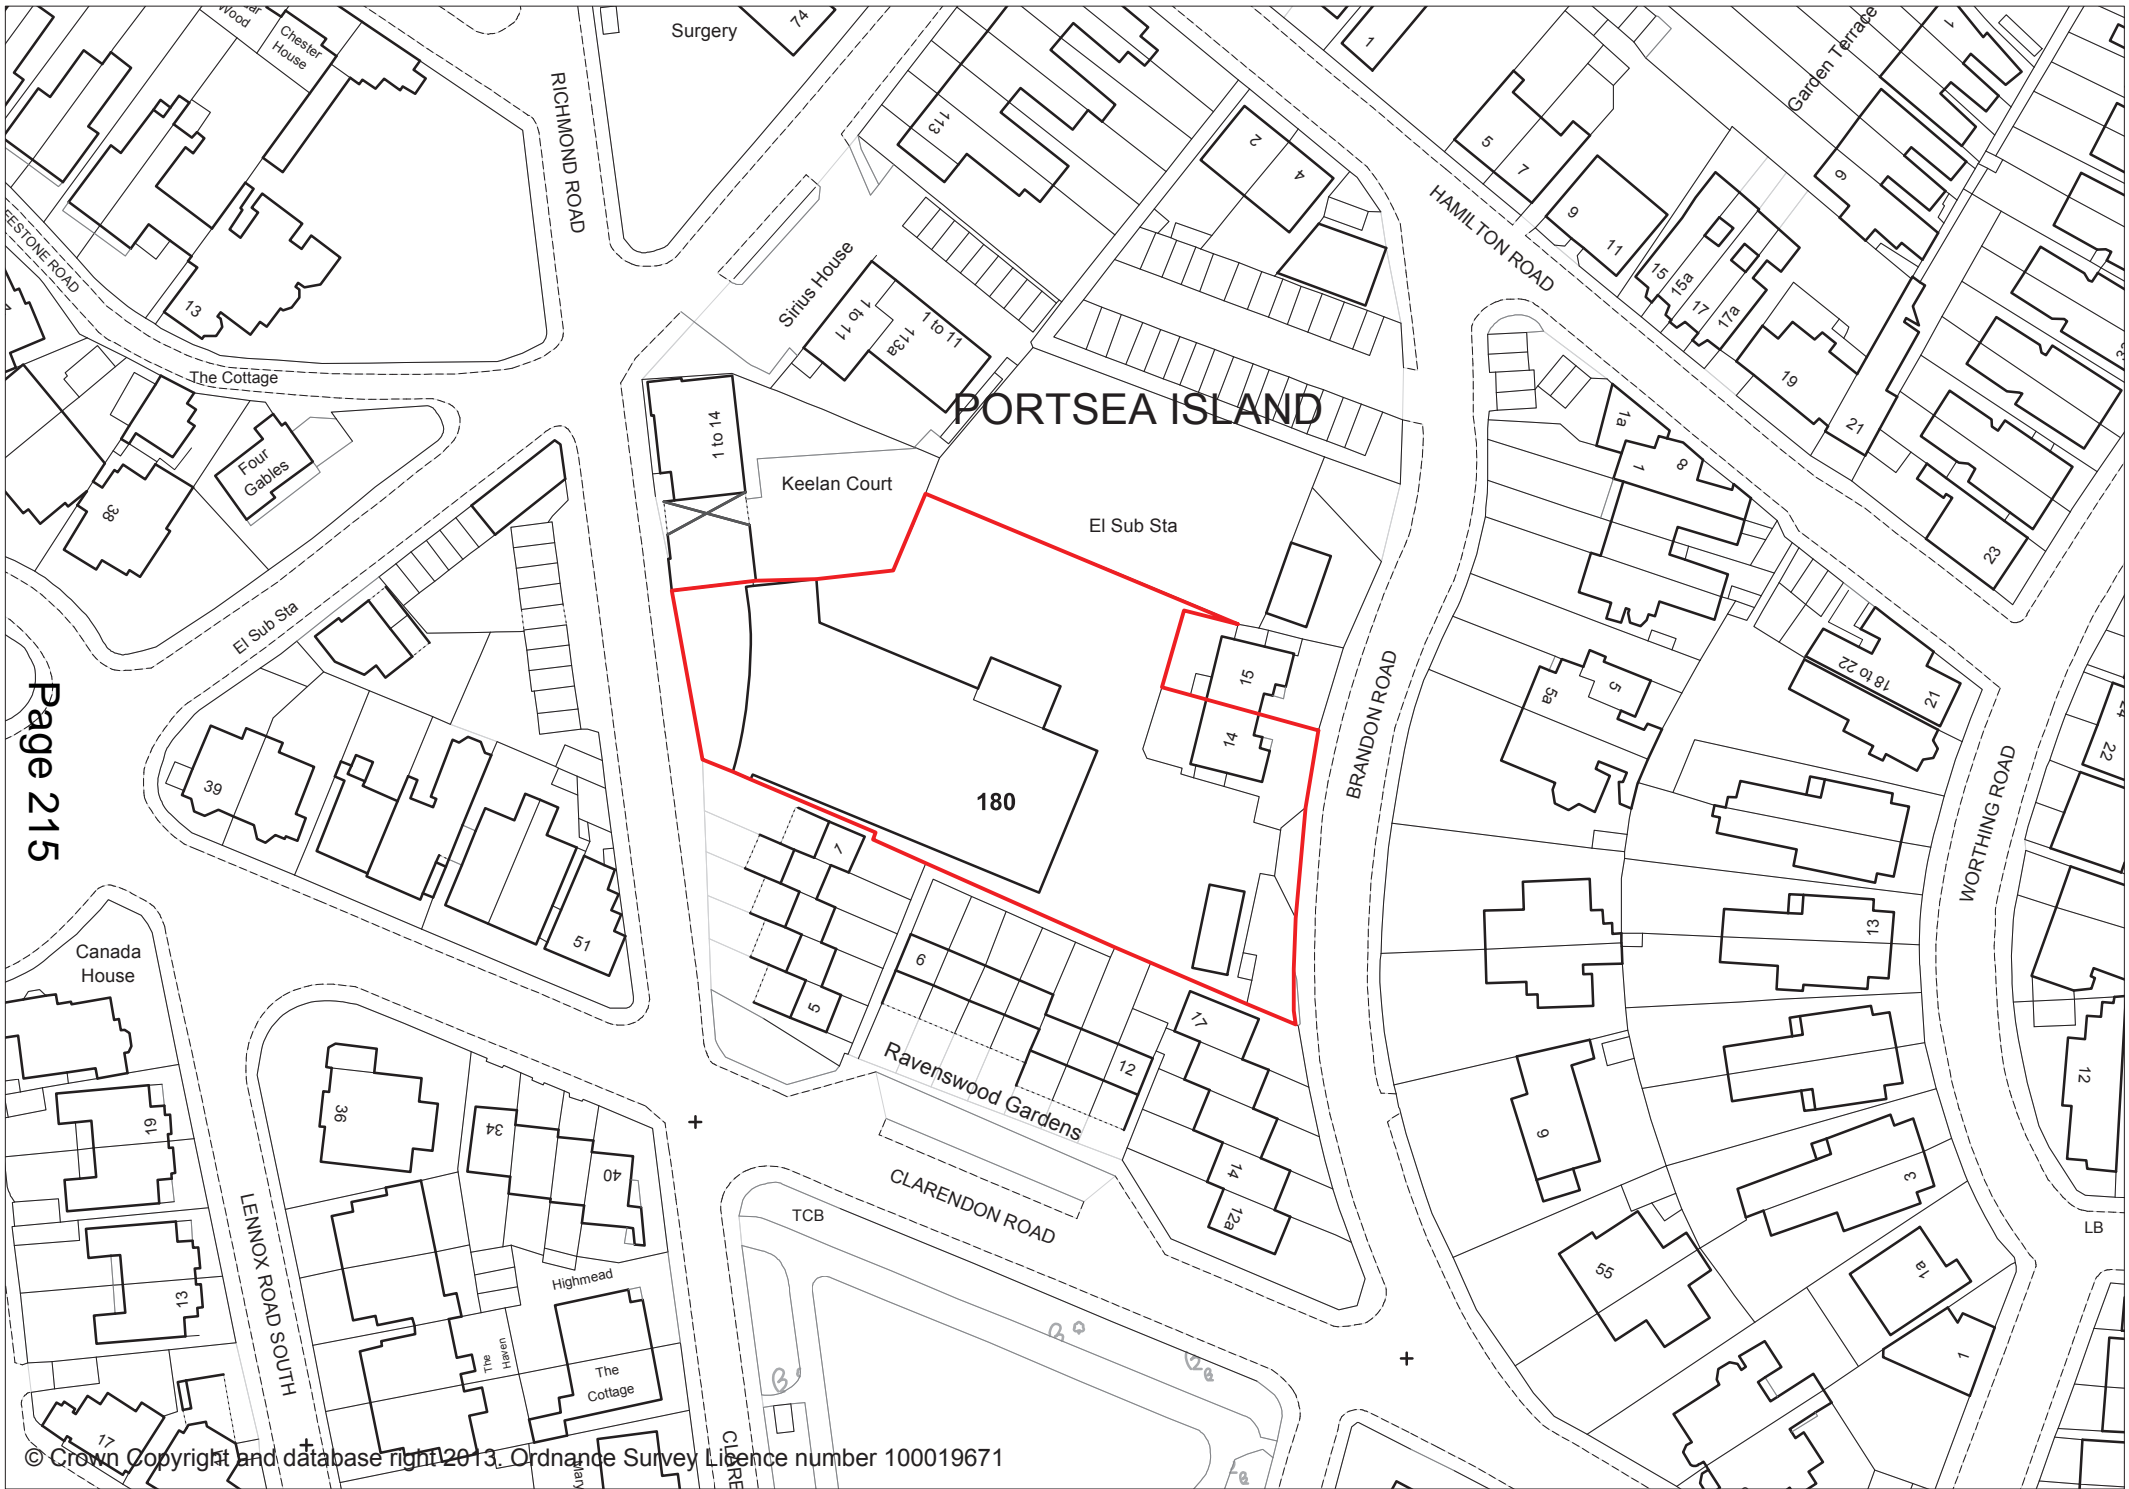 Wood
Chester
House
Surgery
74
1
Garden Terrace
1
RICHMOND ROAD
113
2
4
5
7
9
11
6
HAMILTON ROAD
13
The Cottage
Sirius House
1 to 11
113a
1 to 11
15
15a
17
17a
19
21
23
PORTSEA ISLAND
1 to 14
Keelan Court
El Sub Sta
Four
Gables
38
El Sub Sta
1a
1
8
15
14
BRANDON ROAD
5a
5
18 to 22
21
22
Page 215
39
51
180
7
5
6
12
17
14
12a
Ravenswood Gardens
CLARENDON ROAD
TCB
WORTHING ROAD
13
9
3
12
LB
55
1a
1
Canada
House
19
13
17
36
34
40
LENNOX ROAD SOUTH
Highmead
The
Haven
The
Cottage
© Crown Copyright and database right 2013. Ordnance Survey Licence number 100019671